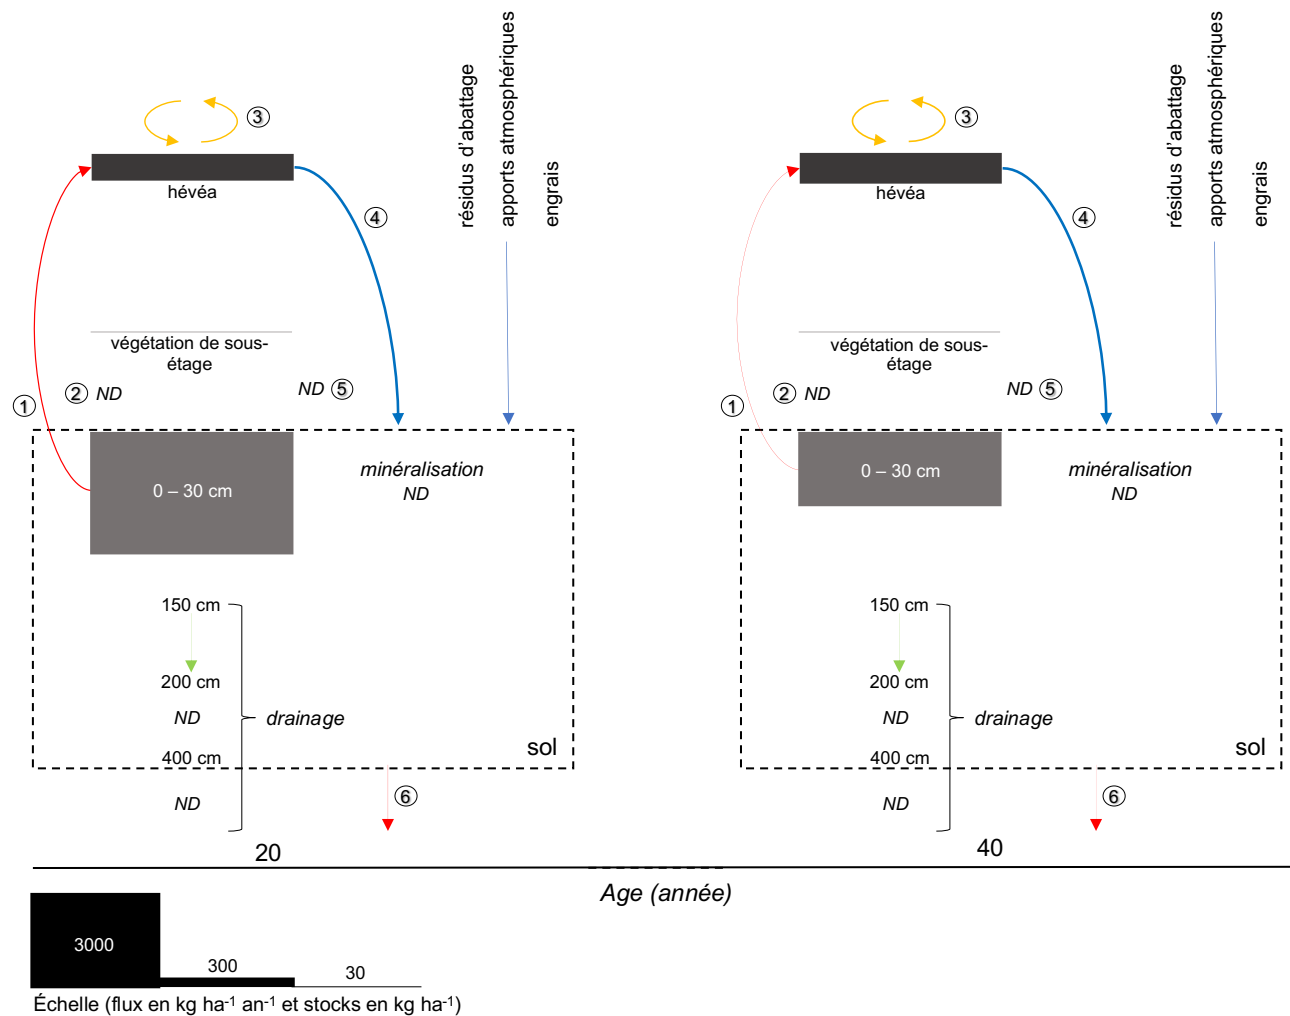 résidus d'abattage
apports atmosphériques
engrais
③
hévéa
④
végétation de sous-
étage
② ND
ND ⑤
①
0 – 30 cm
minéralisation
ND
150 cm
200 cm
ND
drainage
400 cm
sol
ND
⑥
20
résidus d'abattage
apports atmosphériques
engrais
③
hévéa
④
végétation de sous-
étage
② ND
ND ⑤
①
0 – 30 cm
minéralisation
ND
150 cm
200 cm
ND
drainage
400 cm
sol
ND
⑥
40
Age (année)
3000
300
30
Échelle (flux en kg ha⁻¹ an⁻¹ et stocks en kg ha⁻¹)